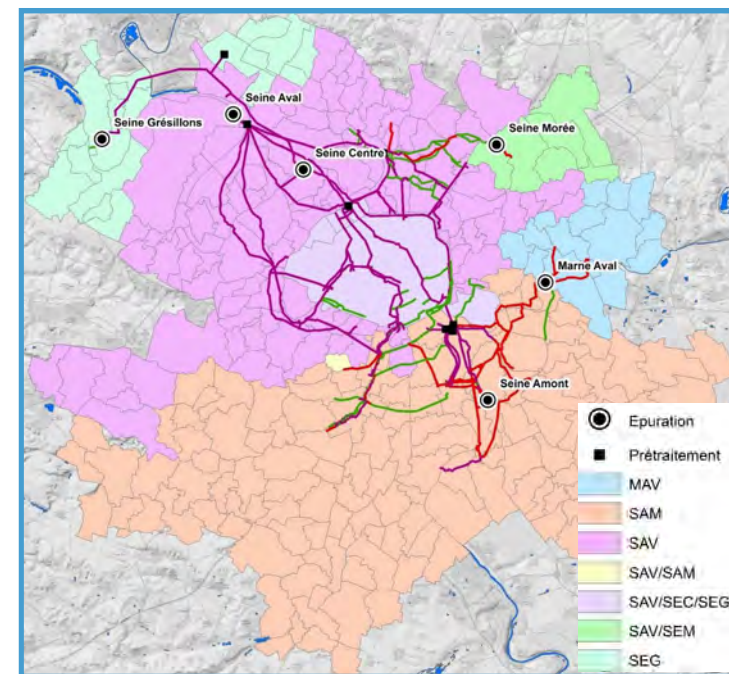 Seine Aval
Seine Grésillons
Seine Morée
Seine Centre
Marne Aval
Seine Amont
Epuration
Prétraitement
MAV
SAM
SAV
SAV/SAM
SAV/SEC/SEG
SAV/SEM
SEG